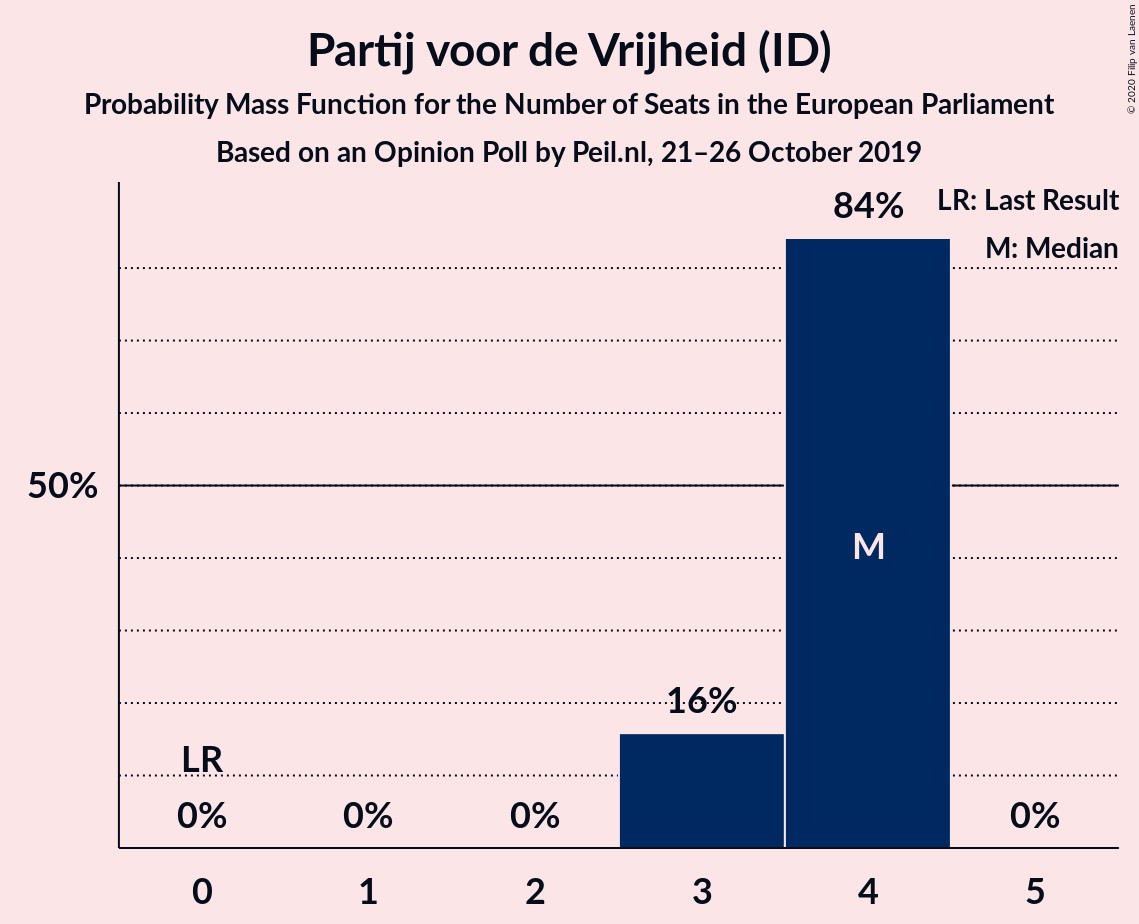 Partij voor de Vrijheid (ID)
Probability Mass Function for the Number of Seats in the European Parliament
Based on an Opinion Poll by Peil.nl, 21–26 October 2019
© 2020 Filip van Laenen
LR: Last Result
M: Median
84%
50%
M
16%
LR
0% 0% 0% 0%
0 1 2 3 4 5